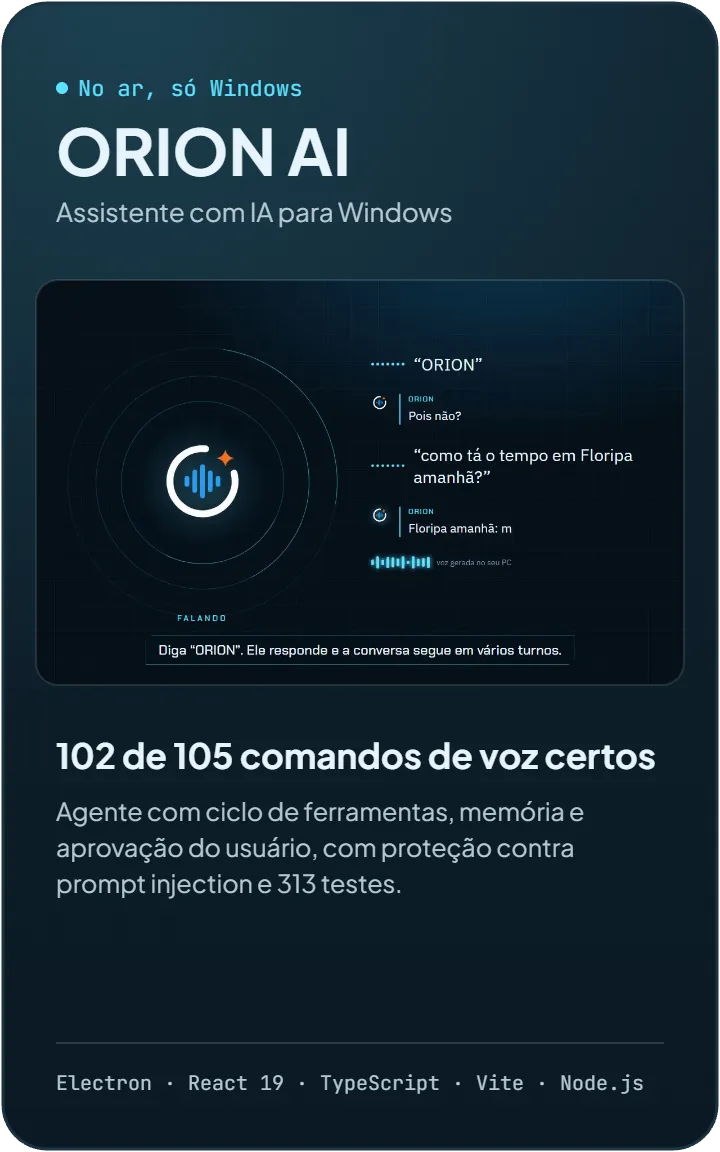 No ar, só Windows
ORION AI
Assistente com IA para Windows
“ORION”
ORION
Pois não?
“como tá o tempo em Floripa
amanhã?”
ORION
Floripa amanhã: m
voz gerada no seu PC
FALANDO
Diga “ORION”. Ele responde e a conversa segue em vários turnos.
102 de 105 comandos de voz certos
Agente com ciclo de ferramentas, memória e
aprovação do usuário, com proteção contra
prompt injection e 313 testes.
Electron · React 19 · TypeScript · Vite · Node.js